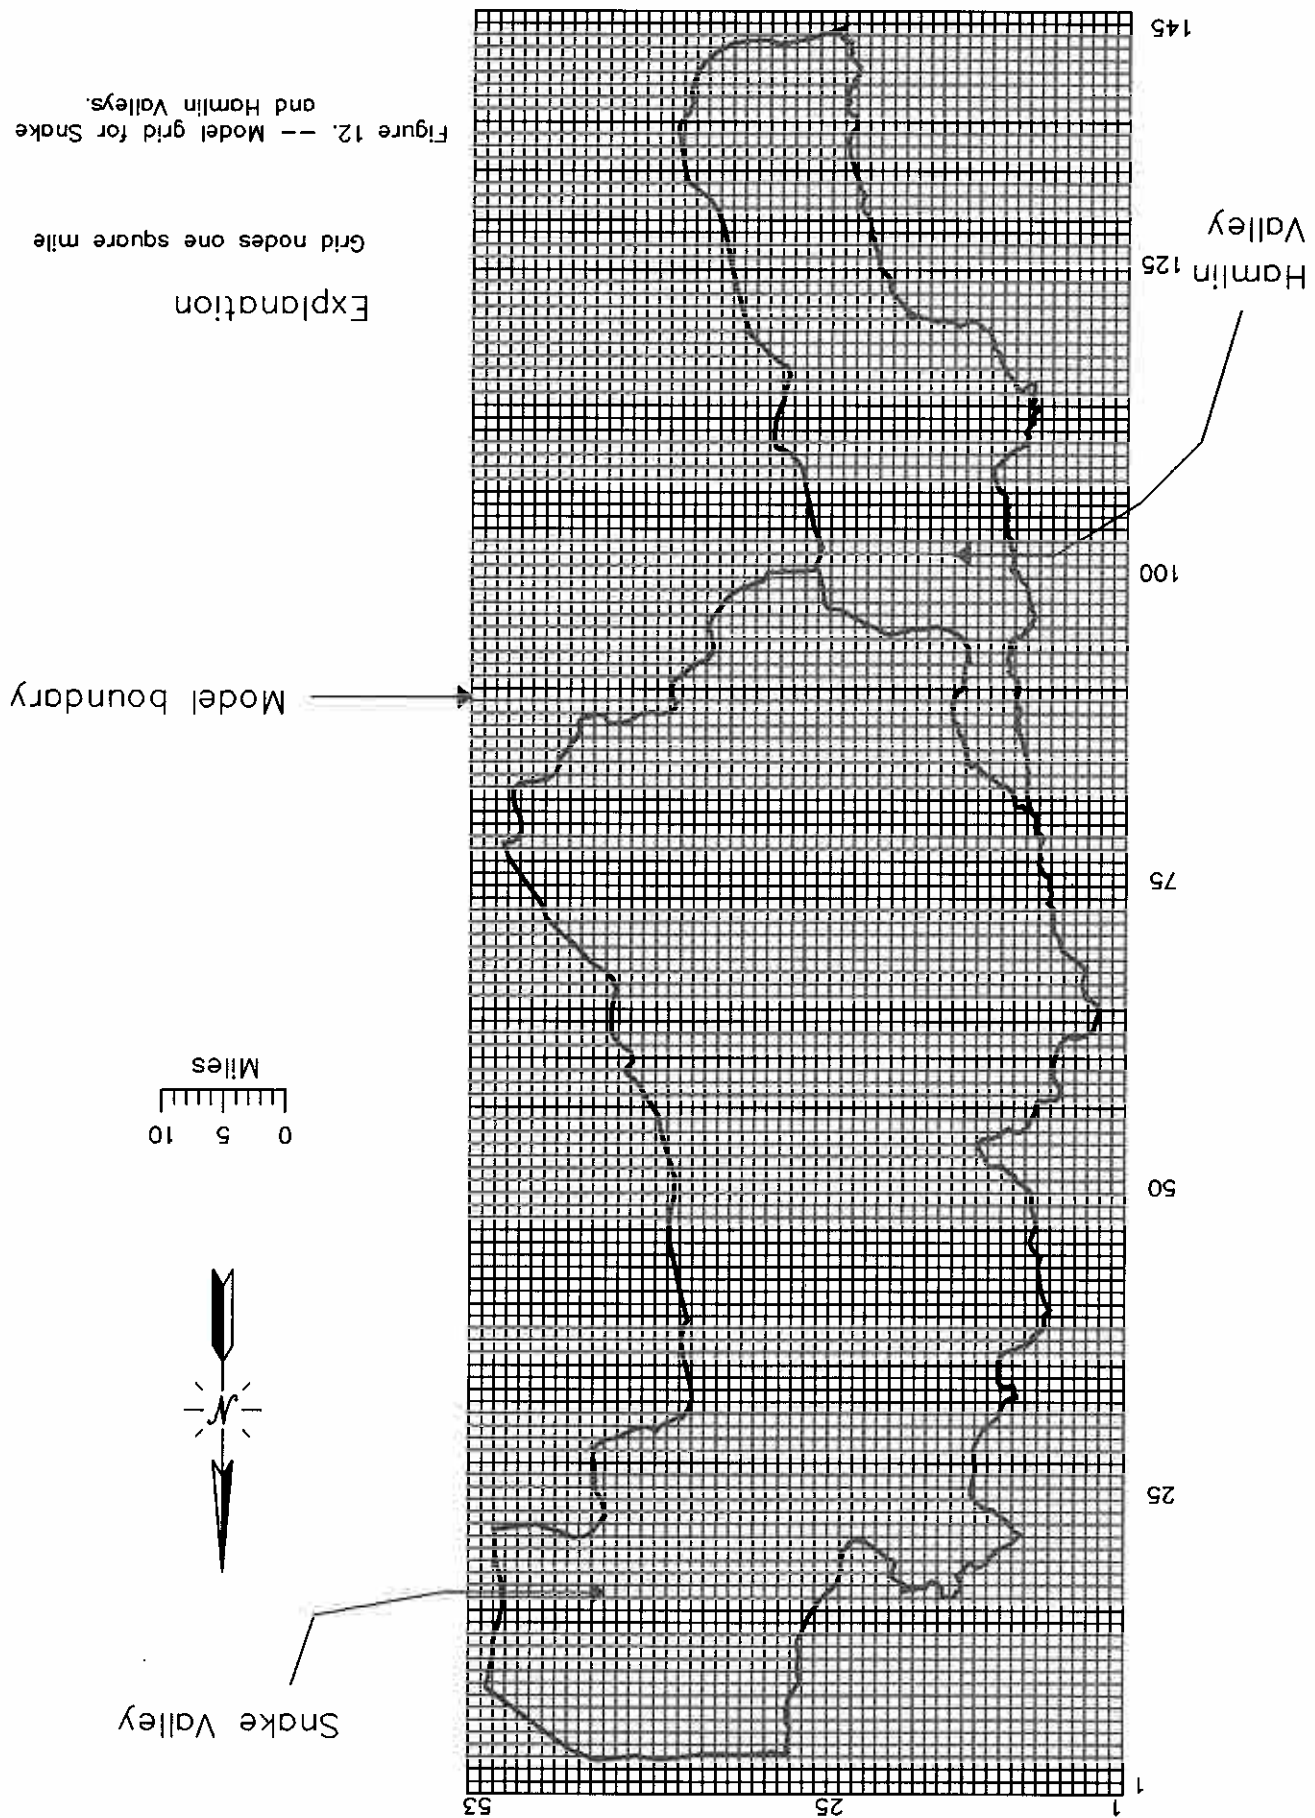 1
25
53
1
25
50
75
100
125
145
Snake Valley
N
0 5 10
Miles
Model boundary
Hamlin
Valley
Explanation
Grid nodes one square mile
Figure 12. -- Model grid for Snake
and Hamlin Valleys.